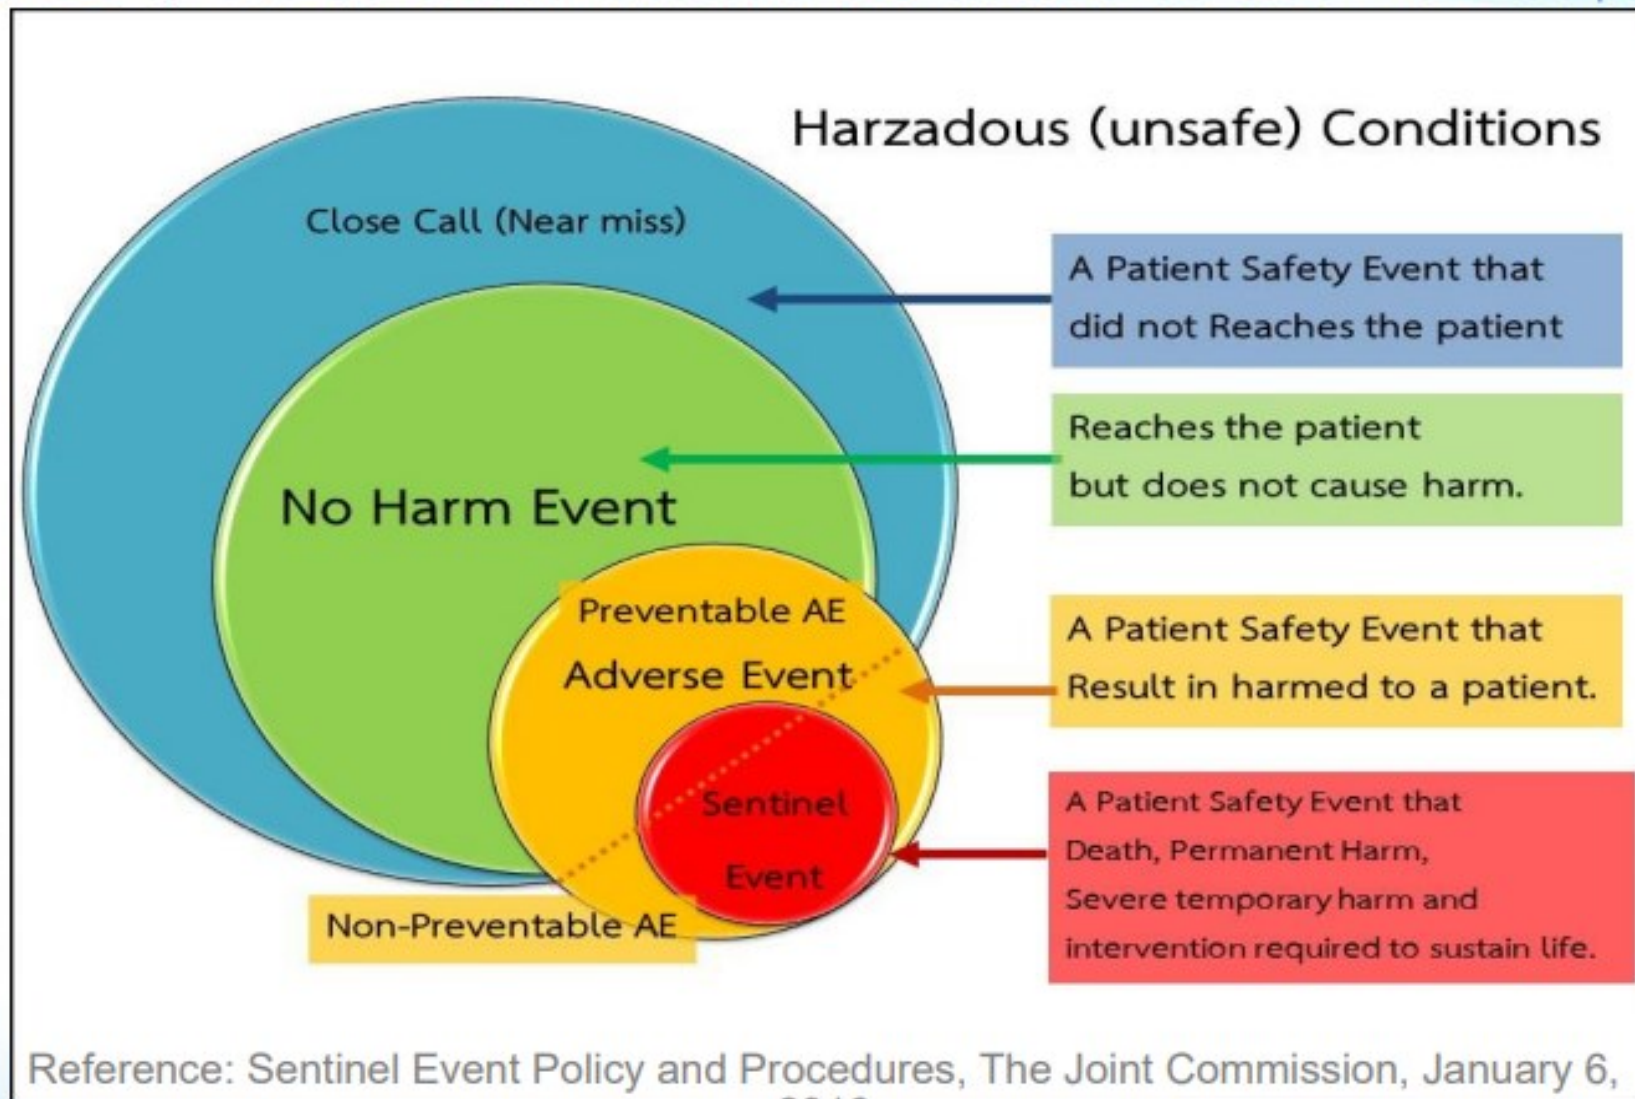 Harzadous (unsafe) Conditions
Close Call (Near miss)
A Patient Safety Event that
did not Reaches the patient
No Harm Event
Reaches the patient
but does not cause harm.
Preventable AE
Adverse Event
A Patient Safety Event that
Result in harmed to a patient.
Sentinel
Event
A Patient Safety Event that
Death, Permanent Harm,
Severe temporary harm and
intervention required to sustain life.
Non-Preventable AE
Reference: Sentinel Event Policy and Procedures, The Joint Commission, January 6,